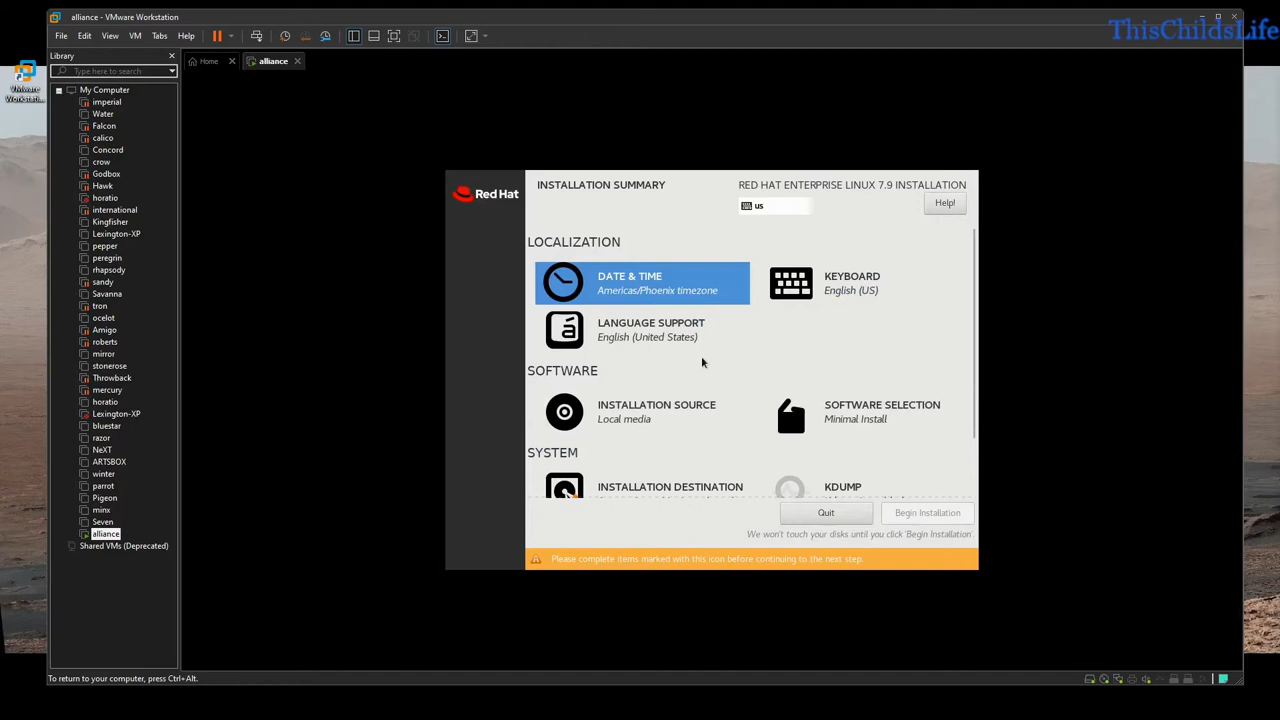 alliance - VMware Workstation
ThisChildsLife
File Edit View VM Tabs Help
Library
Home
alliance
Type here to search
VMware
Workstati...
My Computer
imperial
Water
Falcon
calico
Concord
crow
Godbox
Hawk
horatio
international
Kingfisher
Lexington-XP
pepper
peregrin
rhapsody
sandy
Savanna
tron
ocelot
Amigo
roberts
mirror
stonerose
Throwback
mercury
horatio
Lexington-XP
bluestar
razor
NeXT
ARTSBOX
winter
parrot
Pigeon
minx
Seven
alliance
Shared VMs (Deprecated)
Red Hat
INSTALLATION SUMMARY
RED HAT ENTERPRISE LINUX 7.9 INSTALLATION
us
Help!
LOCALIZATION
DATE & TIME
Americas/Phoenix timezone
KEYBOARD
English (US)
LANGUAGE SUPPORT
English (United States)
SOFTWARE
INSTALLATION SOURCE
Local media
SOFTWARE SELECTION
Minimal Install
SYSTEM
INSTALLATION DESTINATION
KDUMP
Quit
Begin Installation
We won't touch your disks until you click 'Begin Installation'.
Please complete items marked with this icon before continuing to the next step.
To return to your computer, press Ctrl+Alt.